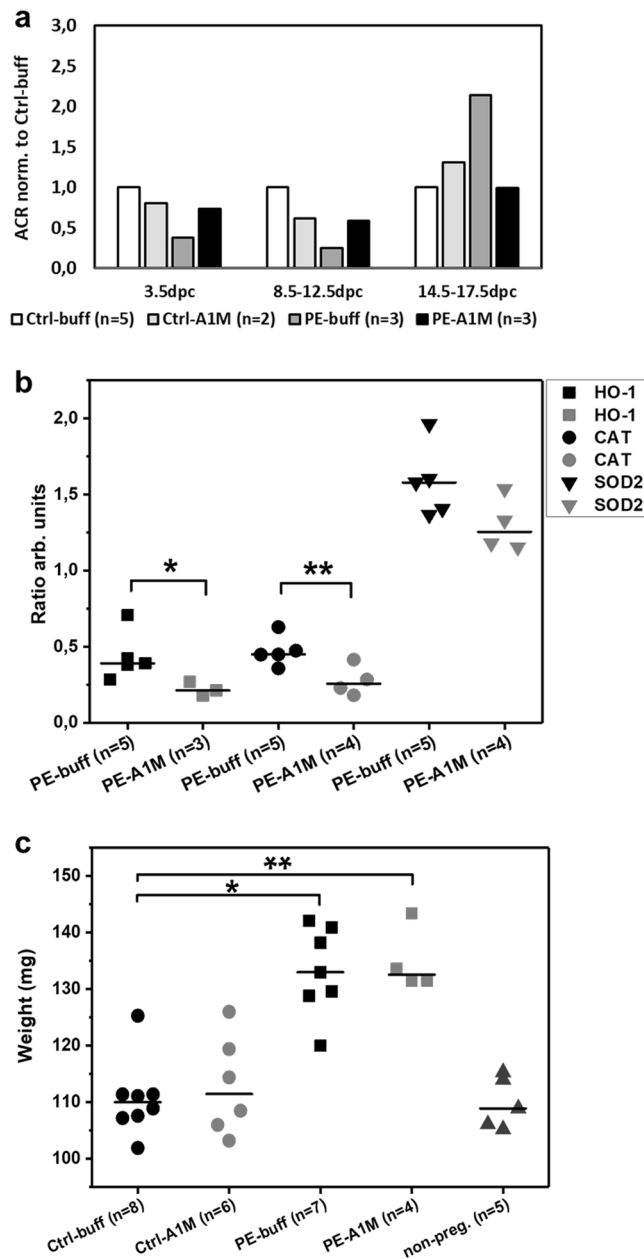 a
ACR norm. to Ctrl-buff
3,0
2,5
2,0
1,5
1,0
0,5
0,0
3.5dpc 8.5-12.5dpc 14.5-17.5dpc
Ctrl-buff (n=5) Ctrl-A1M (n=2) PE-buff (n=3) PE-A1M (n=3)
b
Ratio arb. units
2,0
1,5
1,0
0,5
0,0
* **
HO-1
HO-1
CAT
CAT
SOD2
SOD2
PE-buff (n=5) PE-A1M (n=3) PE-buff (n=5) PE-A1M (n=4) PE-buff (n=5) PE-A1M (n=4)
c
Weight (mg)
150
140
130
120
110
100
**
*
Ctrl-buff (n=8) Ctrl-A1M (n=6) PE-buff (n=7) PE-A1M (n=4) non-preg. (n=5)